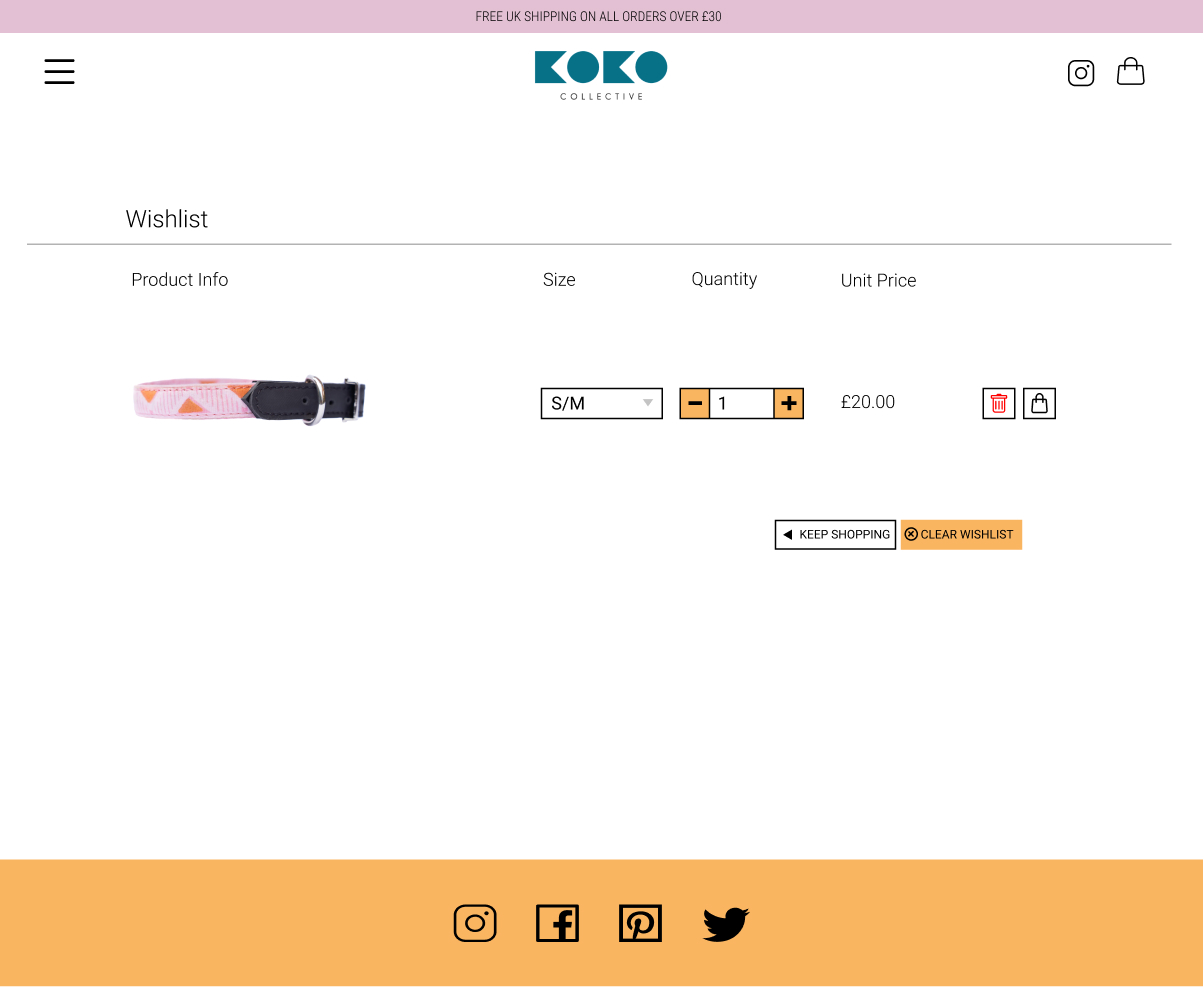 FREE UK SHIPPING ON ALL ORDERS OVER £30
KOKO
COLLECTIVE
Wishlist
Product Info
Size
Quantity
Unit Price
S/M
1
£20.00
KEEP SHOPPING
CLEAR WISHLIST